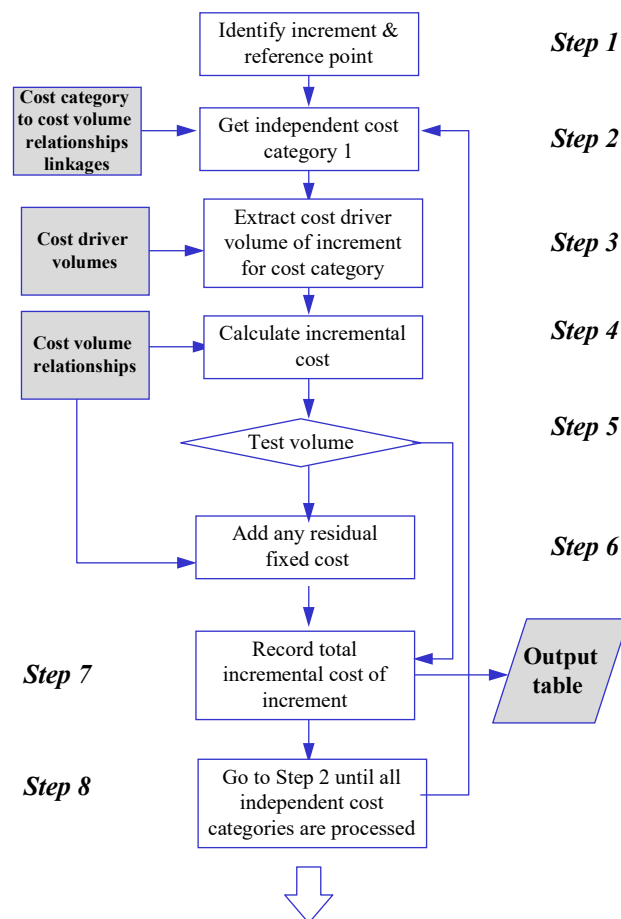 Identify increment &
reference point
Step 1
Cost category
to cost volume
relationships
linkages
Get independent cost
category 1
Step 2
Cost driver
volumes
Extract cost driver
volume of increment
for cost category
Step 3
Cost volume
relationships
Calculate incremental
cost
Step 4
Test volume
Step 5
Add any residual
fixed cost
Step 6
Step 7
Record total
incremental cost of
increment
Output
table
Step 8
Go to Step 2 until all
independent cost
categories are processed